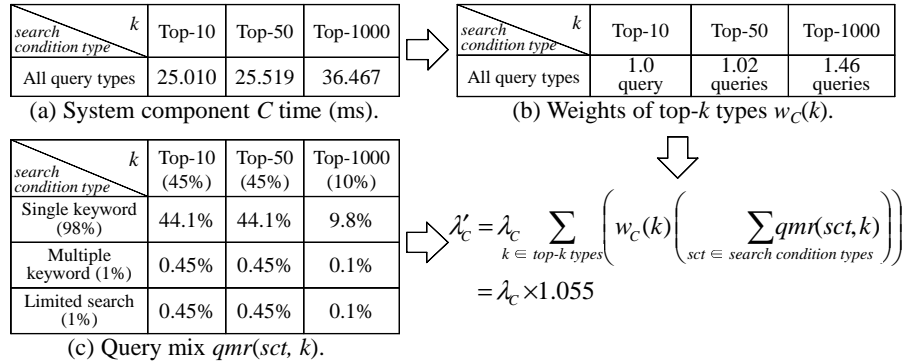 search condition type k Top-10 Top-50 Top-1000
All query types 25.010 25.519 36.467
(a) System component C time (ms).
search condition type k Top-10 Top-50 Top-1000
All query types 1.0 query 1.02 queries 1.46 queries
(b) Weights of top-k types w_C(k).
search condition type k Top-10 (45%) Top-50 (45%) Top-1000 (10%)
Single keyword (98%) 44.1% 44.1% 9.8%
Multiple keyword (1%) 0.45% 0.45% 0.1%
Limited search (1%) 0.45% 0.45% 0.1%
(c) Query mix qmr(sct, k).
λ′_C = λ_C ∑_{k ∈ top-k types} ( w_C(k) ( ∑_{sct ∈ search condition types} qmr(sct, k) ) )
= λ_C × 1.055